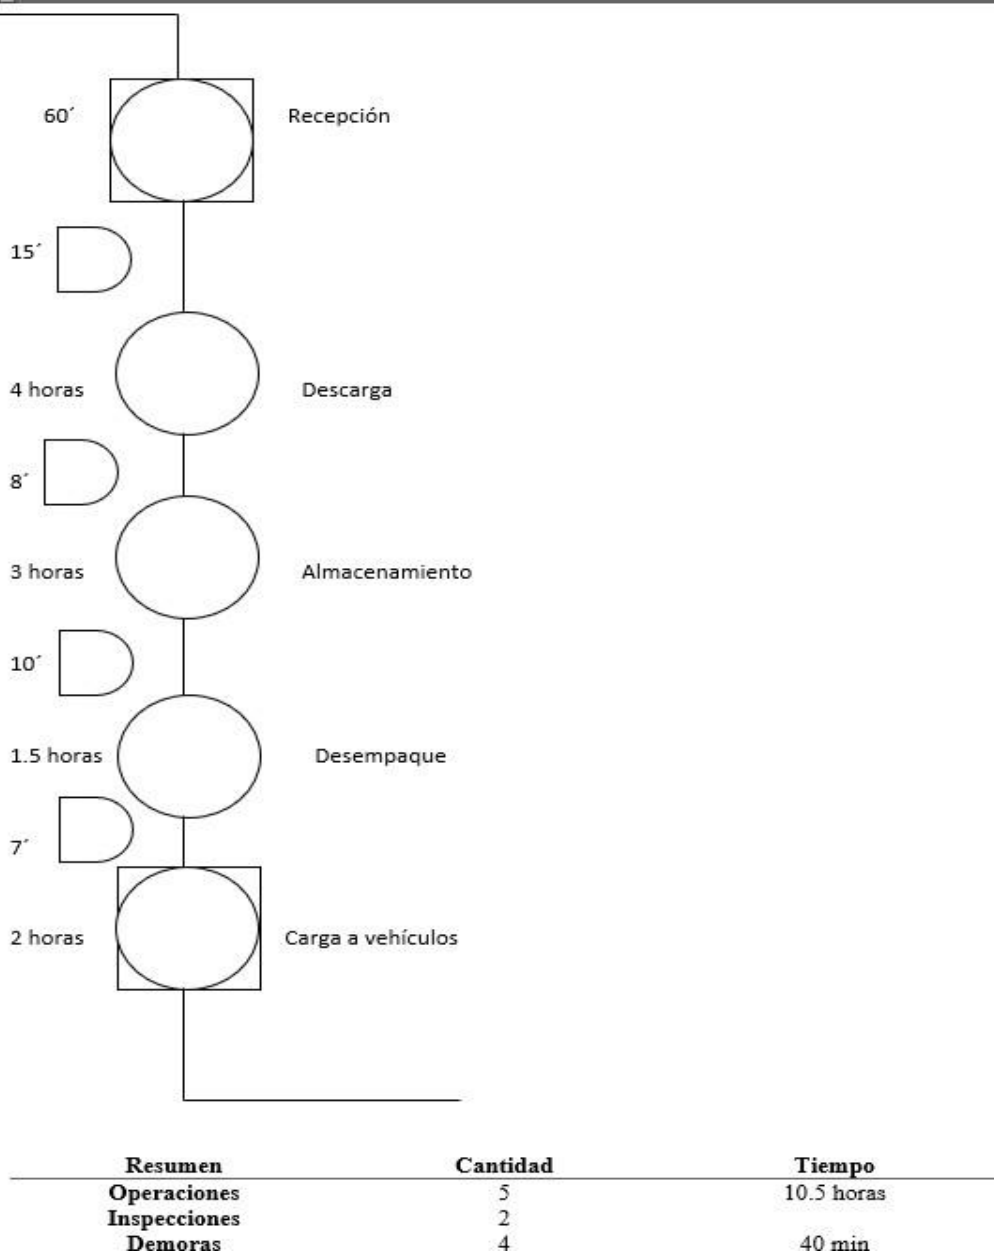 60´ Recepción
15´
4 horas Descarga
8´
3 horas Almacenamiento
10´
1.5 horas Desempaque
7´
2 horas Carga a vehículos
Resumen Cantidad Tiempo
Operaciones 5 10.5 horas
Inspecciones 2
Demoras 4 40 min